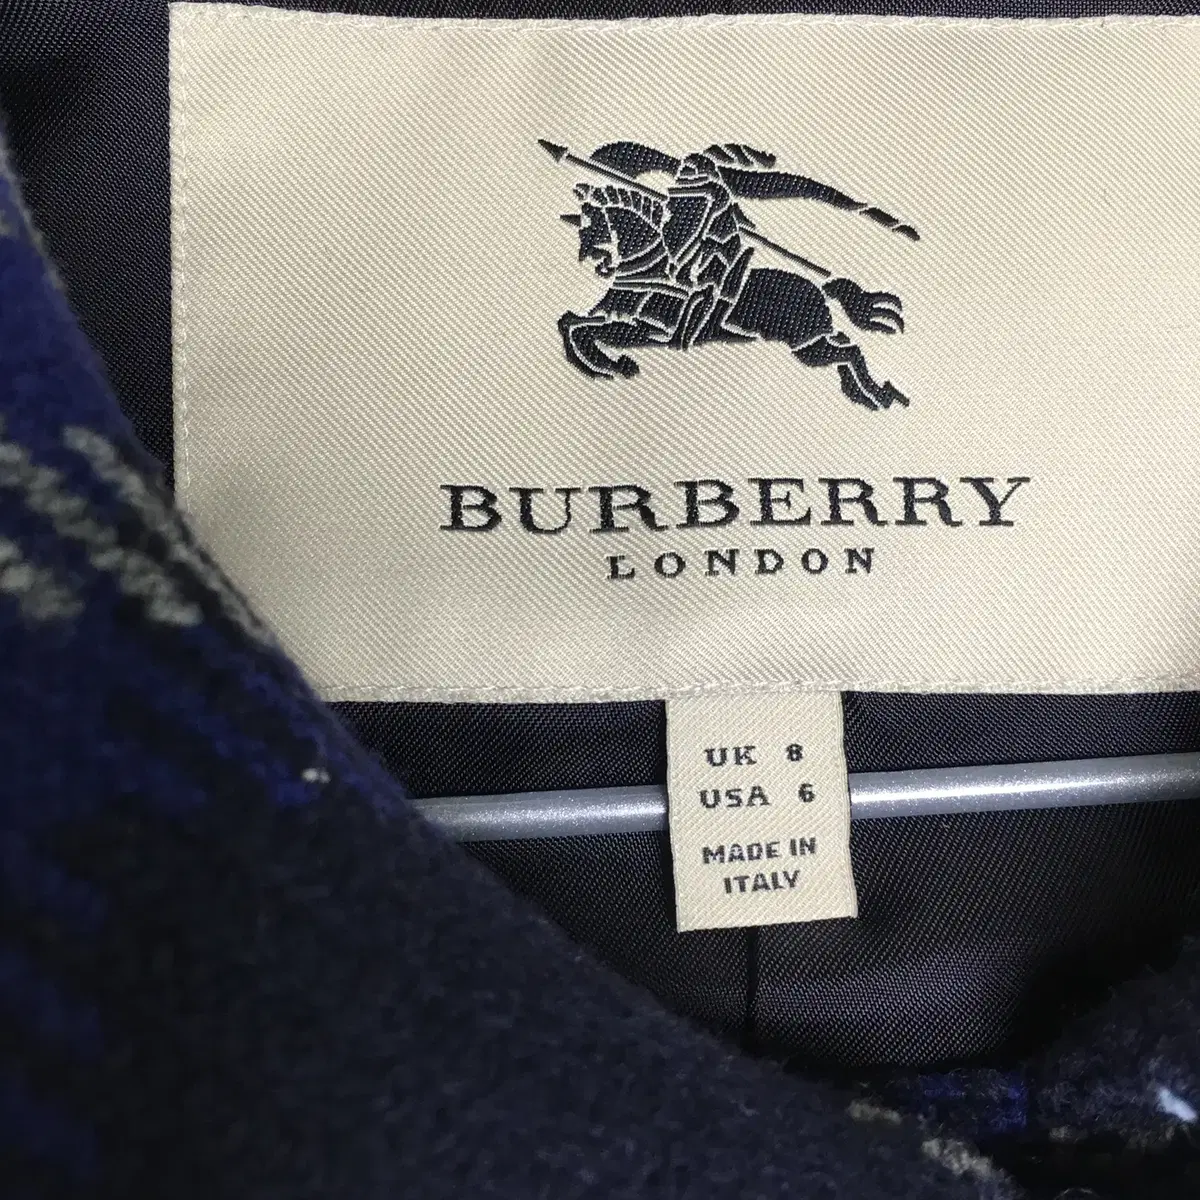 BURBERRY
LONDON
UK 8
USA 6
MADE IN
ITALY